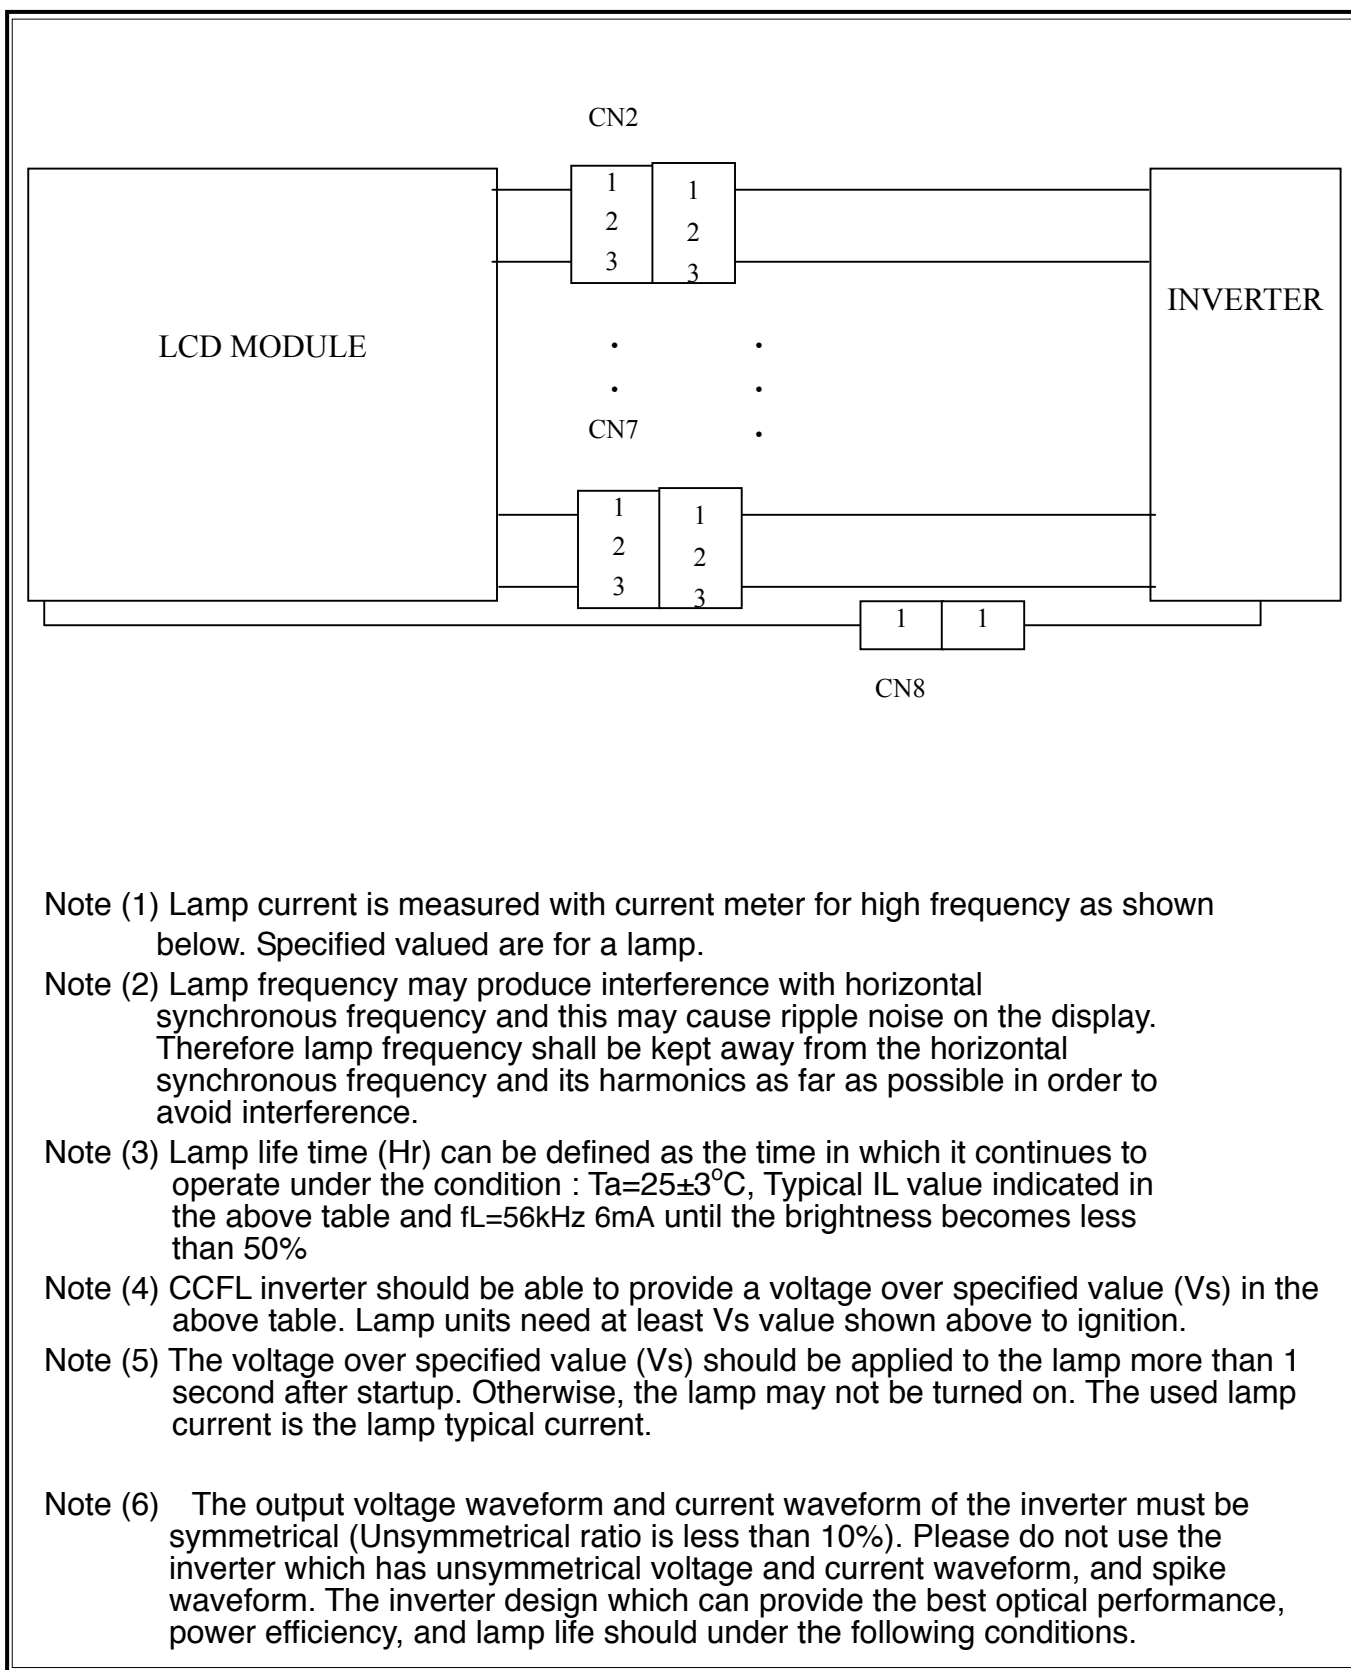 CN2
1 1
2 2
3 3
LCD MODULE
INVERTER
CN7
1 1
2 2
3 3
1 1
CN8
Note (1) Lamp current is measured with current meter for high frequency as shown
below. Specified valued are for a lamp.
Note (2) Lamp frequency may produce interference with horizontal
synchronous frequency and this may cause ripple noise on the display.
Therefore lamp frequency shall be kept away from the horizontal
synchronous frequency and its harmonics as far as possible in order to
avoid interference.
Note (3) Lamp life time (Hr) can be defined as the time in which it continues to
operate under the condition : Ta=25±3°C, Typical IL value indicated in
the above table and fL=56kHz 6mA until the brightness becomes less
than 50%
Note (4) CCFL inverter should be able to provide a voltage over specified value (Vs) in the
above table. Lamp units need at least Vs value shown above to ignition.
Note (5) The voltage over specified value (Vs) should be applied to the lamp more than 1
second after startup. Otherwise, the lamp may not be turned on. The used lamp
current is the lamp typical current.
Note (6) The output voltage waveform and current waveform of the inverter must be
symmetrical (Unsymmetrical ratio is less than 10%). Please do not use the
inverter which has unsymmetrical voltage and current waveform, and spike
waveform. The inverter design which can provide the best optical performance,
power efficiency, and lamp life should under the following conditions.